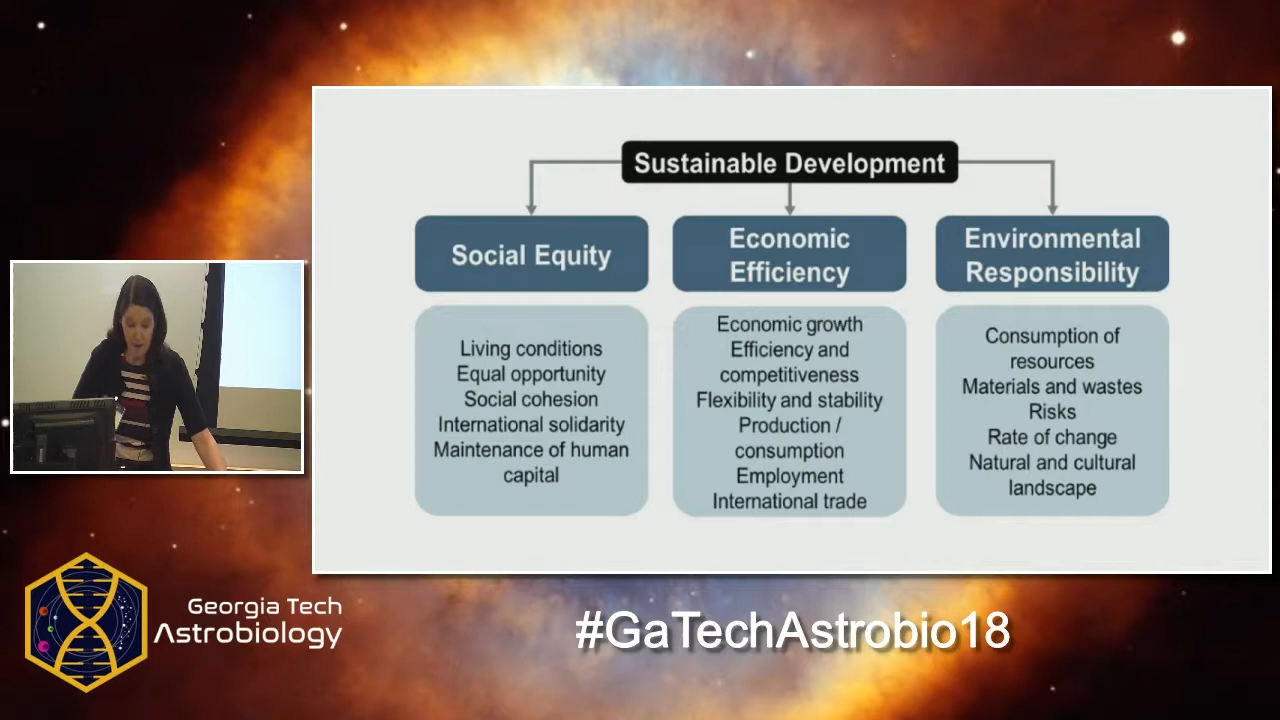 Sustainable Development
Social Equity
Economic
Efficiency
Environmental
Responsibility
Living conditions
Equal opportunity
Social cohesion
International solidarity
Maintenance of human
capital
Economic growth
Efficiency and
competitiveness
Flexibility and stability
Production /
consumption
Employment
International trade
Consumption of
resources
Materials and wastes
Risks
Rate of change
Natural and cultural
landscape
Georgia Tech
Astrobiology
#GaTechAstrobio18